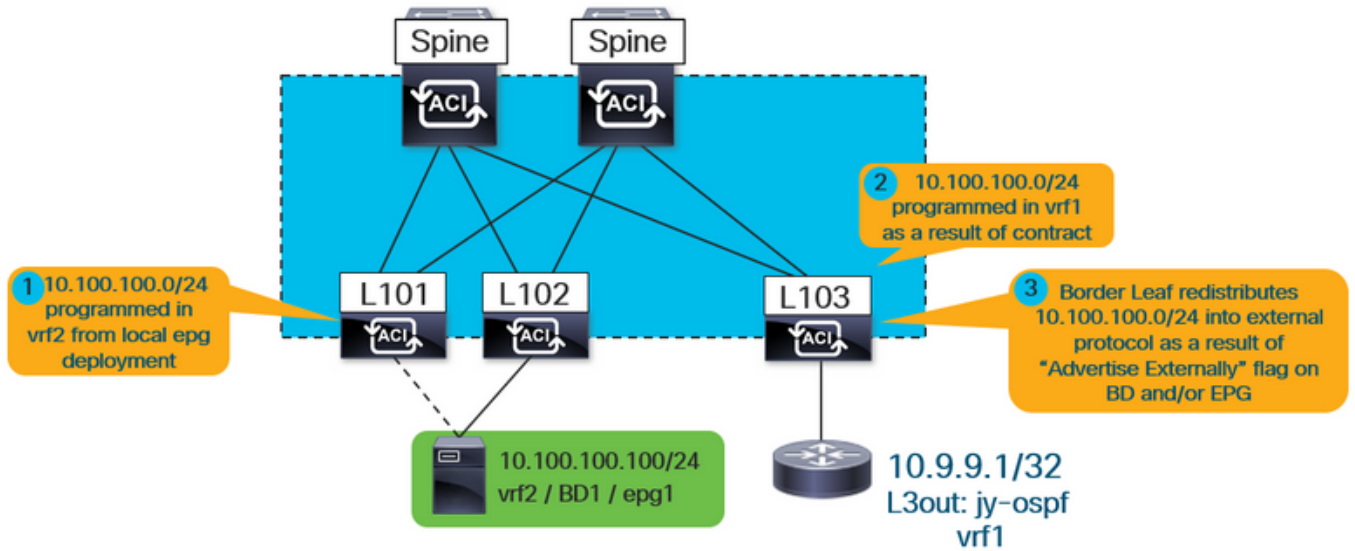 Spine
Spine
ACI
ACI
2 10.100.100.0/24
programmed in vrf1
as a result of contract
1 10.100.100.0/24
programmed in
vrf2 from local epg
deployment
L101
L102
L103
ACI
ACI
ACI
3 Border Leaf redistributes
10.100.100.0/24 into external
protocol as a result of
“Advertise Externally” flag on
BD and/or EPG
10.100.100.100/24
vrf2 / BD1 / epg1
10.9.9.1/32
L3out: jy-ospf
vrf1